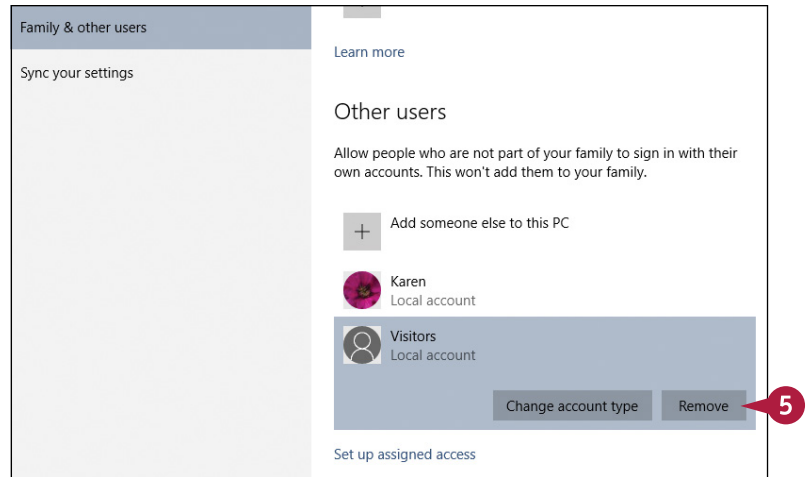 Family & other users
Sync your settings
Learn more
Other users
Allow people who are not part of your family to sign in with their
own accounts. This won't add them to your family.
Add someone else to this PC
Karen
Local account
Visitors
Local account
Change account type
Remove
5
Set up assigned access